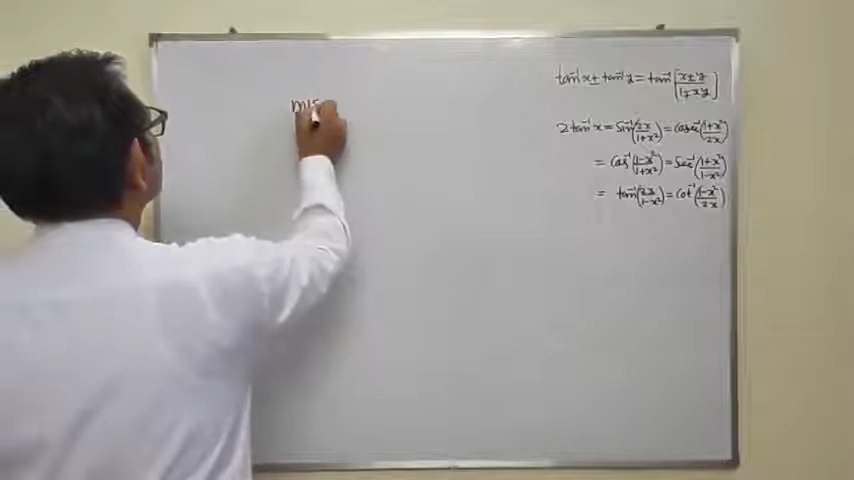 mis
tan⁻¹x ± tan⁻¹y = tan⁻¹[x±y / 1∓xy]
2tan⁻¹x = Sin⁻¹(2x / 1+x²) = Cosec⁻¹(1+x² / 2x)
= Cos⁻¹(1-x² / 1+x²) = Sec⁻¹(1+x² / 1-x²)
= tan⁻¹(2x / 1-x²) = Cot⁻¹(1-x² / 2x)